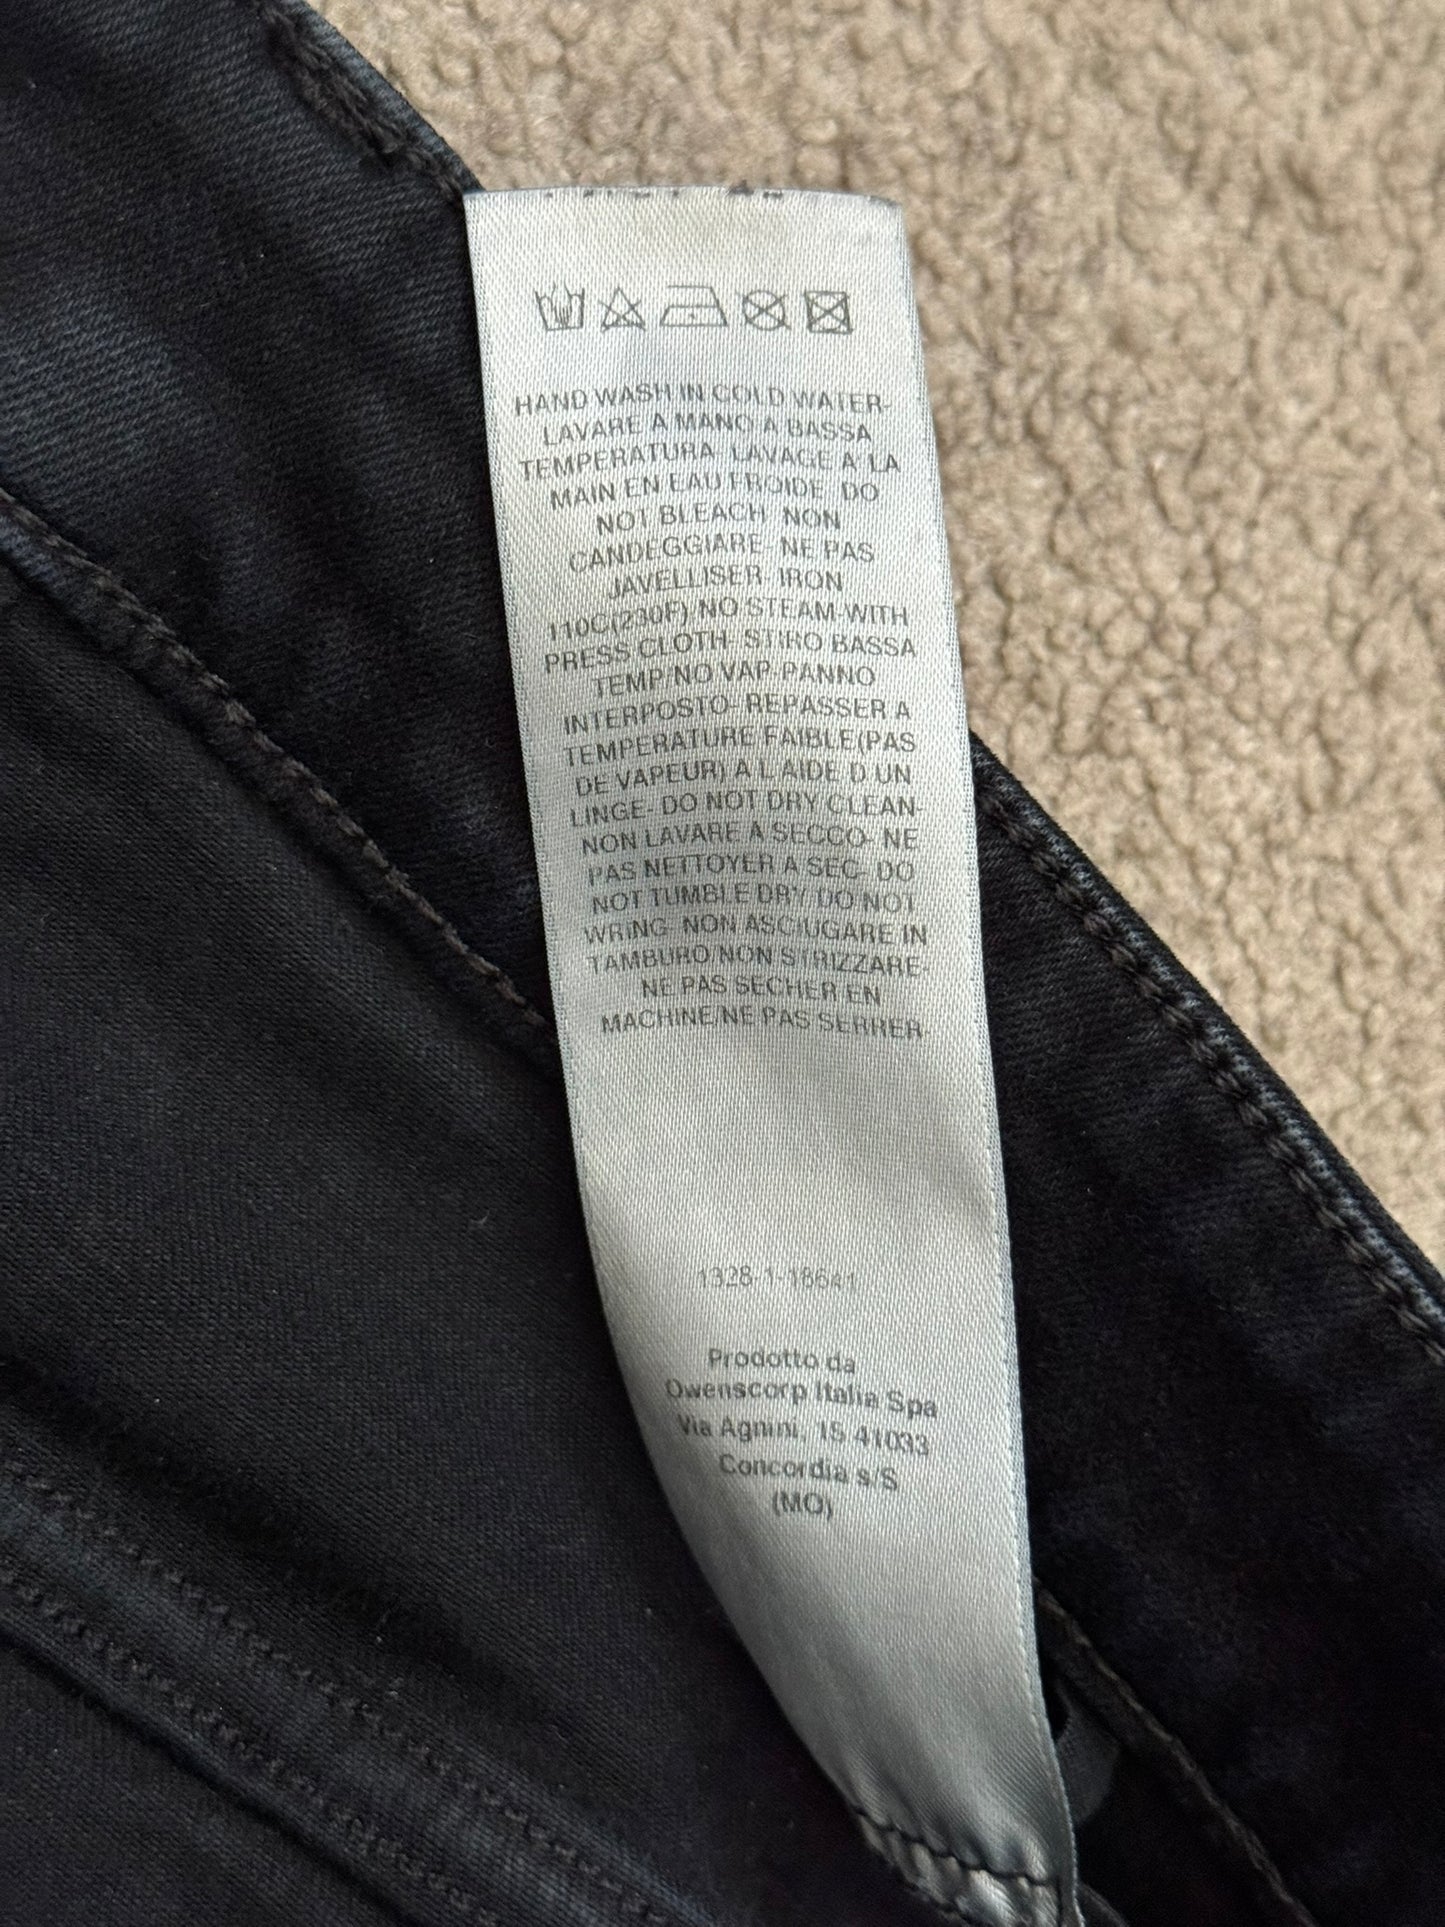 HAND WASH IN COLD WATER-
LAVARE A MANO A BASSA
TEMPERATURA- LAVAGE A LA
MAIN EN EAU FROIDE- DO
NOT BLEACH- NON
CANDEGGIARE- NE PAS
JAVELLISER- IRON
110C(230F)-NO STEAM-WITH
PRESS CLOTH- STIRO BASSA
TEMP/NO VAP-PANNO
INTERPOSTO- REPASSER A
TEMPERATURE FAIBLE(PAS
DE VAPEUR) A L AIDE D UN
LINGE- DO NOT DRY CLEAN-
NON LAVARE A SECCO- NE
PAS NETTOYER A SEC- DO
NOT TUMBLE DRY/DO NOT
WRING- NON ASCIUGARE IN
TAMBURO/NON STRIZZARE-
NE PAS SECHER EN
MACHINE/NE PAS SERRER-
1328-1-18641
Prodotto da
Owenscorp Italia Spa
Via Agnini, 15 41033
Concordia s/S
(MO)